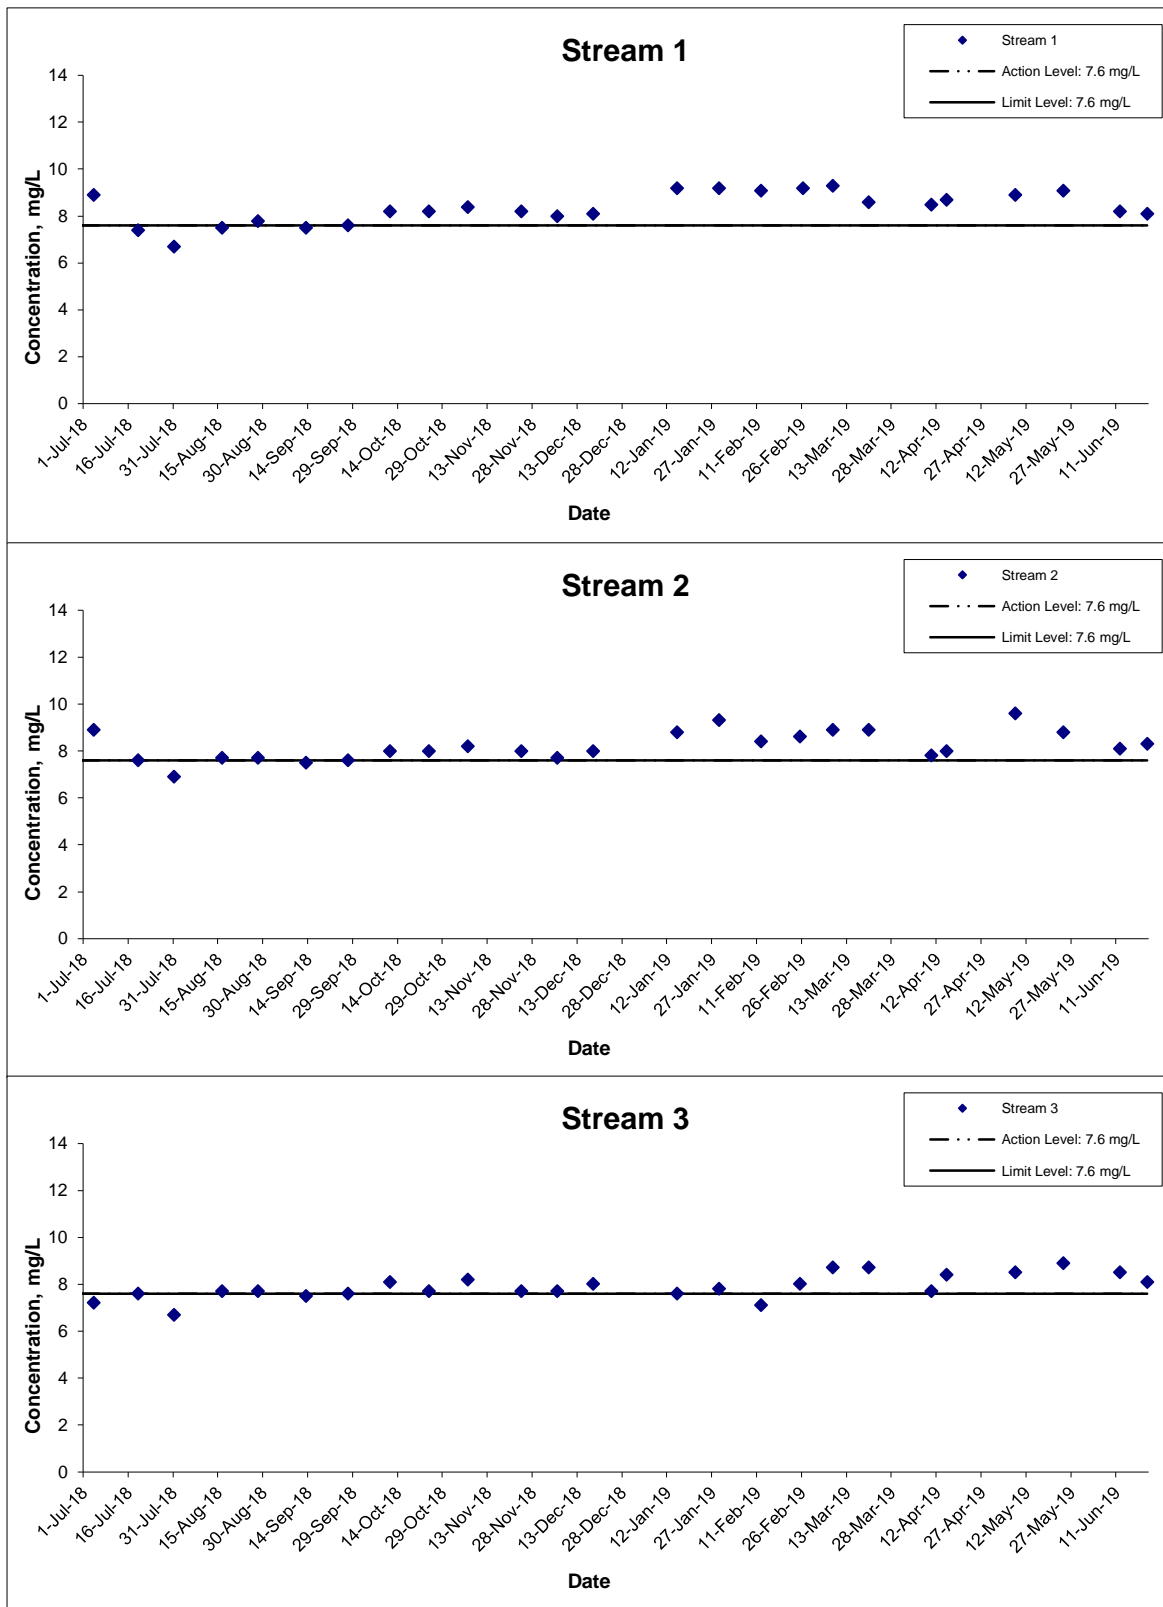 Stream 1
Stream 1
Action Level: 7.6 mg/L
Limit Level: 7.6 mg/L
Concentration, mg/L
14
12
10
8
6
4
2
0
1-Jul-18
16-Jul-18
31-Jul-18
15-Aug-18
30-Aug-18
14-Sep-18
29-Sep-18
14-Oct-18
29-Oct-18
13-Nov-18
28-Nov-18
13-Dec-18
28-Dec-18
12-Jan-19
27-Jan-19
11-Feb-19
26-Feb-19
13-Mar-19
28-Mar-19
12-Apr-19
27-Apr-19
12-May-19
27-May-19
11-Jun-19
Date
Stream 2
Stream 2
Action Level: 7.6 mg/L
Limit Level: 7.6 mg/L
Concentration, mg/L
14
12
10
8
6
4
2
0
1-Jul-18
16-Jul-18
31-Jul-18
15-Aug-18
30-Aug-18
14-Sep-18
29-Sep-18
14-Oct-18
29-Oct-18
13-Nov-18
28-Nov-18
13-Dec-18
28-Dec-18
12-Jan-19
27-Jan-19
11-Feb-19
26-Feb-19
13-Mar-19
28-Mar-19
12-Apr-19
27-Apr-19
12-May-19
27-May-19
11-Jun-19
Date
Stream 3
Stream 3
Action Level: 7.6 mg/L
Limit Level: 7.6 mg/L
Concentration, mg/L
14
12
10
8
6
4
2
0
1-Jul-18
16-Jul-18
31-Jul-18
15-Aug-18
30-Aug-18
14-Sep-18
29-Sep-18
14-Oct-18
29-Oct-18
13-Nov-18
28-Nov-18
13-Dec-18
28-Dec-18
12-Jan-19
27-Jan-19
11-Feb-19
26-Feb-19
13-Mar-19
28-Mar-19
12-Apr-19
27-Apr-19
12-May-19
27-May-19
11-Jun-19
Date